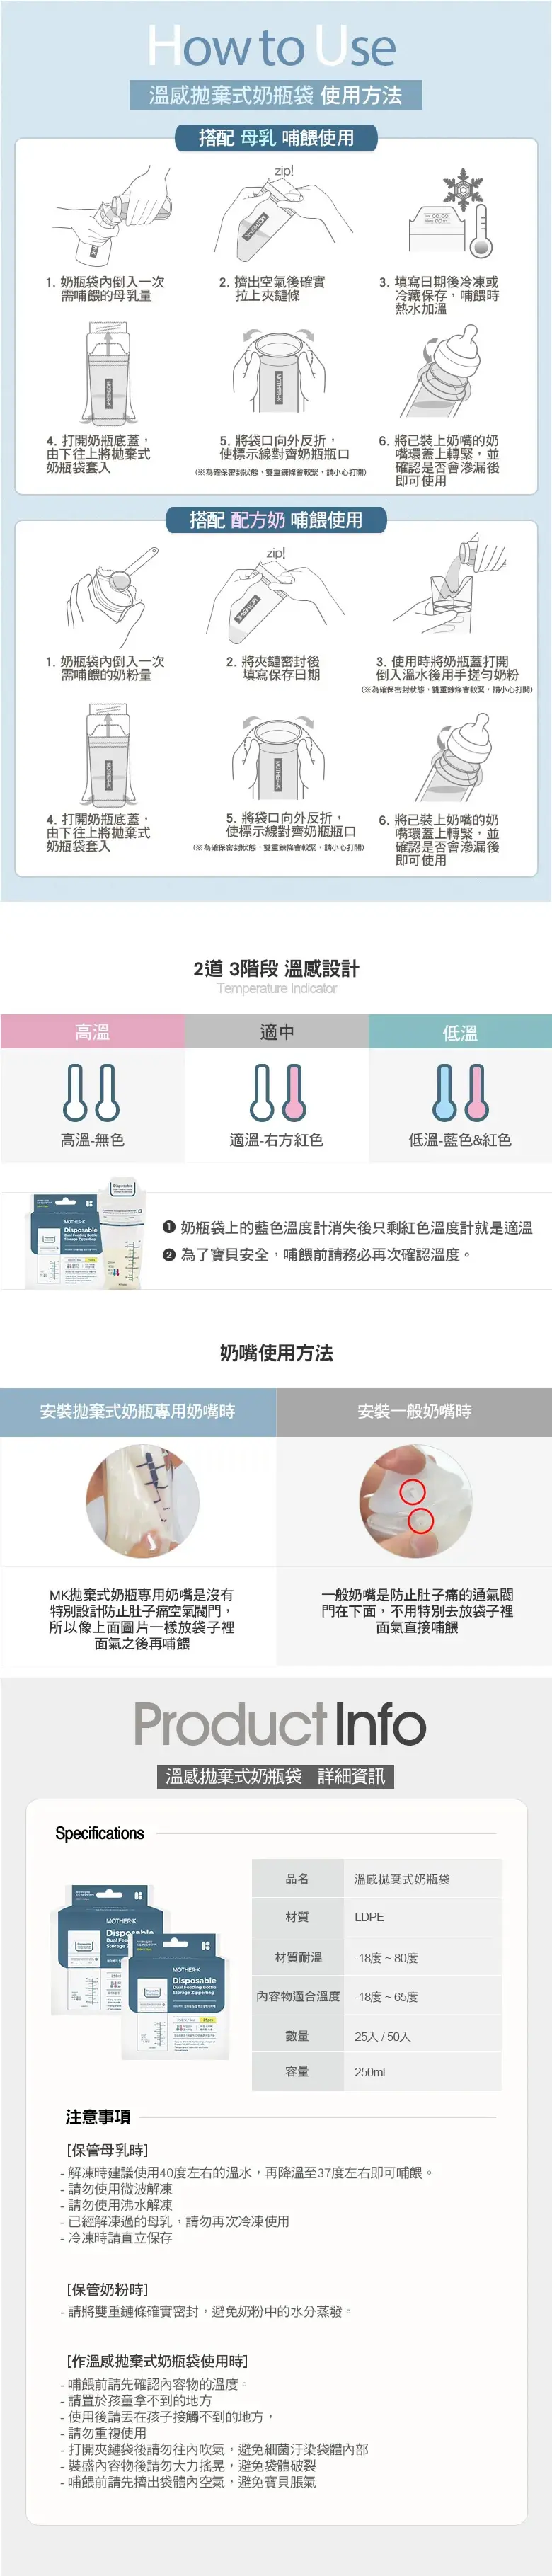 How to Use
溫感拋棄式奶瓶袋 使用方法
搭配 母乳 哺餵使用
zip!
MOTHER-K
1. 奶瓶袋內倒入一次
需哺餵的母乳量
2. 擠出空氣後確實
拉上夾鏈條
3. 填寫日期後冷凍或
冷藏保存，哺餵時
熱水加溫
MOTHER-K
MOTHER-K
4. 打開奶瓶底蓋，
由下往上將拋棄式
奶瓶袋套入
5. 將袋口向外反折，
使標示線對齊奶瓶瓶口
(※為確保密封狀態，雙重鍊條會較緊，請小心打開)
6. 將已裝上奶嘴的奶
嘴環蓋上轉緊，並
確認是否會滲漏後
即可使用
搭配 配方奶 哺餵使用
zip!
MOTHER-K
1. 奶瓶袋內倒入一次
需哺餵的奶粉量
2. 將夾鏈密封後
填寫保存日期
3. 使用時將奶瓶蓋打開
倒入溫水後用手搓勻奶粉
(※為確保密封狀態，雙重鍊條會較緊，請小心打開)
MOTHER-K
MOTHER-K
4. 打開奶瓶底蓋，
由下往上將拋棄式
奶瓶袋套入
5. 將袋口向外反折，
使標示線對齊奶瓶瓶口
(※為確保密封狀態，雙重鍊條會較緊，請小心打開)
6. 將已裝上奶嘴的奶
嘴環蓋上轉緊，並
確認是否會滲漏後
即可使用
2道 3階段 溫感設計
Temperature Indicator
高溫
適中
低溫
高溫-無色
適溫-右方紅色
低溫-藍色&紅色
MOTHER-K
Disposable
Dual Feeding Bottle
Storage Zipperbag
Disposable
❶ 奶瓶袋上的藍色溫度計消失後只剩紅色溫度計就是適溫
❷ 為了寶貝安全，哺餵前請務必再次確認溫度。
奶嘴使用方法
安裝拋棄式奶瓶專用奶嘴時
安裝一般奶嘴時
MK拋棄式奶瓶專用奶嘴是沒有
特別設計防止肚子痛空氣閥門，
所以像上面圖片一樣放袋子裡
面氣之後再哺餵
一般奶嘴是防止肚子痛的通氣閥
門在下面，不用特別去放袋子裡
面氣直接哺餵
Product Info
溫感拋棄式奶瓶袋 詳細資訊
Specifications
MOTHER-K
Disposable
MOTHER-K
Disposable
Dual Feeding Bottle
Storage Zipperbag
品名 溫感拋棄式奶瓶袋
材質 LDPE
材質耐溫 -18度 ~ 80度
內容物適合溫度 -18度 ~ 65度
數量 25入 / 50入
容量 250ml
注意事項
[保管母乳時]
- 解凍時建議使用40度左右的溫水，再降溫至37度左右即可哺餵。
- 請勿使用微波解凍
- 請勿使用沸水解凍
- 已經解凍過的母乳，請勿再次冷凍使用
- 冷凍時請直立保存
[保管奶粉時]
- 請將雙重鏈條確實密封，避免奶粉中的水分蒸發。
[作溫感拋棄式奶瓶袋使用時]
- 哺餵前請先確認內容物的溫度。
- 請置於孩童拿不到的地方
- 使用後請丟在孩子接觸不到的地方，
- 請勿重複使用
- 打開夾鏈袋後請勿往內吹氣，避免細菌汙染袋體內部
- 裝盛內容物後請勿大力搖晃，避免袋體破裂
- 哺餵前請先擠出袋體內空氣，避免寶貝脹氣